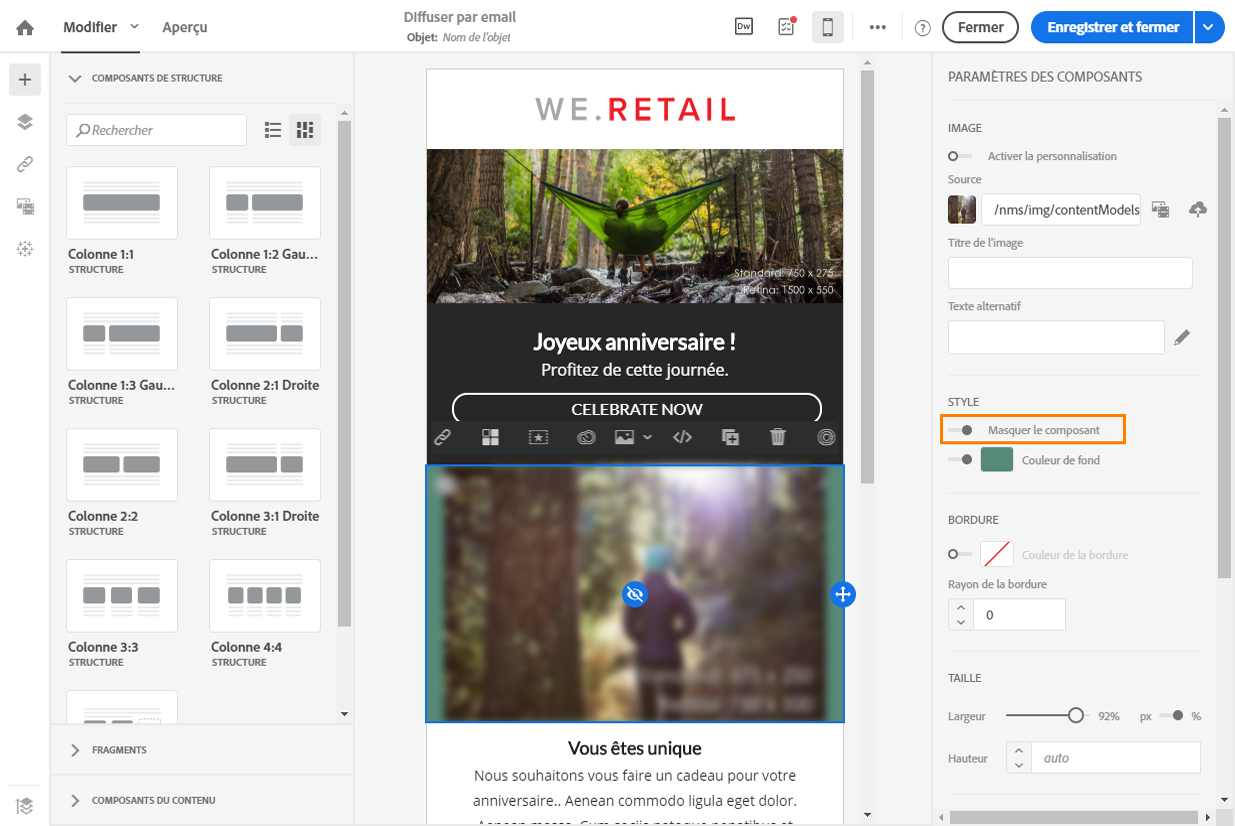 Modifier
Aperçu
Diffuser par email
Objet: Nom de l'objet
Dw
Fermer
Enregistrer et fermer
COMPOSANTS DE STRUCTURE
Rechercher
Colonne 1:1
STRUCTURE
Colonne 1:2 Gau...
STRUCTURE
Colonne 1:3 Gau...
STRUCTURE
Colonne 2:1 Droite
STRUCTURE
Colonne 2:2
STRUCTURE
Colonne 3:1 Droite
STRUCTURE
Colonne 3:3
STRUCTURE
Colonne 4:4
STRUCTURE
FRAGMENTS
COMPOSANTS DU CONTENU
WE.RETAIL
Standard: 750 x 275
Retina: 1500 x 550
Joyeux anniversaire !
Profitez de cette journée.
CELEBRATE NOW
Vous êtes unique
Nous souhaitons vous faire un cadeau pour votre
anniversaire.. Aenean commodo ligula eget dolor.
PARAMÈTRES DES COMPOSANTS
IMAGE
Activer la personnalisation
Source
/nms/img/contentModels
Titre de l'image
Texte alternatif
STYLE
Masquer le composant
Couleur de fond
BORDURE
Couleur de la bordure
Rayon de la bordure
0
TAILLE
Largeur
92%
px
%
Hauteur
auto